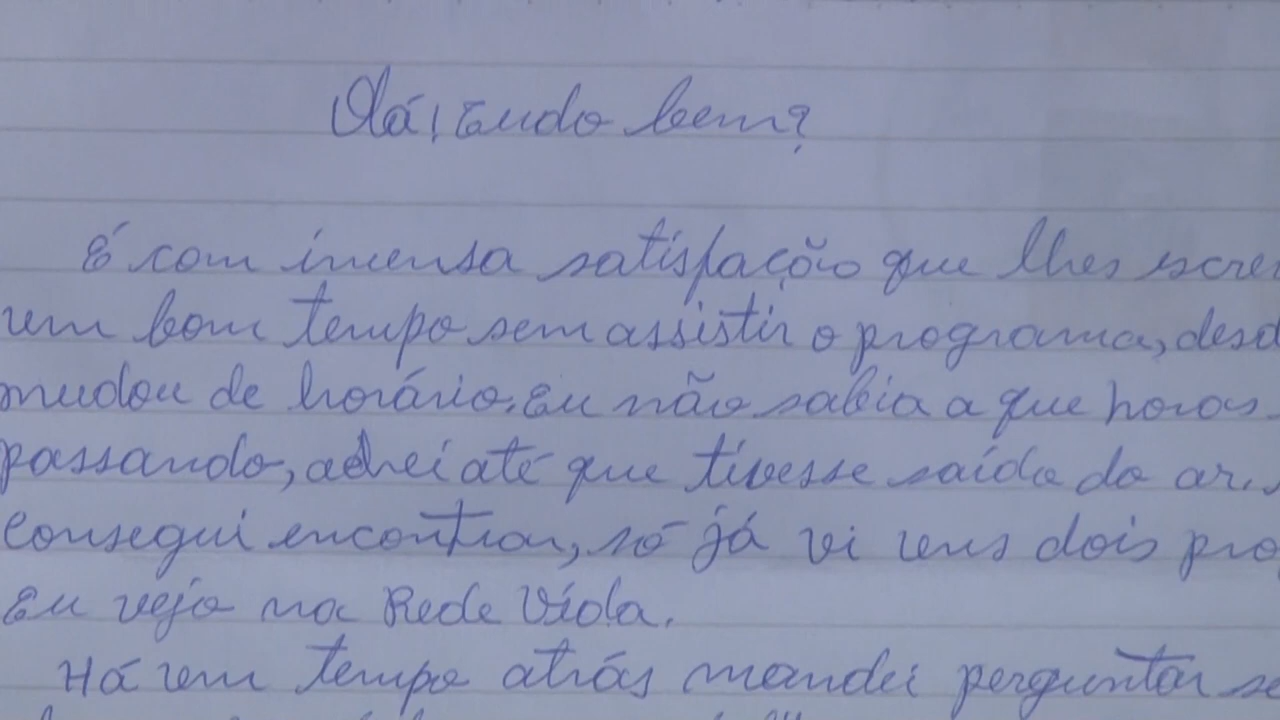 Olá! Tudo bem?
É com imensa satisfação que lhes escre
um bom tempo sem assistir o programa, desd
mudou de horário. Eu não sabia a que horas
passando, achei até que tivesse saído do ar.
consegui encontrar, só já vi uns dois pro
Eu vejo na Rede Vida.
Há um tempo atrás mandei perguntar se